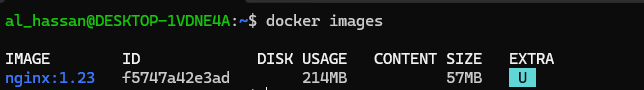 al_hassan@DESKTOP-1VDNE4A:~$ docker images
IMAGE ID DISK USAGE CONTENT SIZE EXTRA
nginx:1.23 f5747a42e3ad 214MB 57MB U